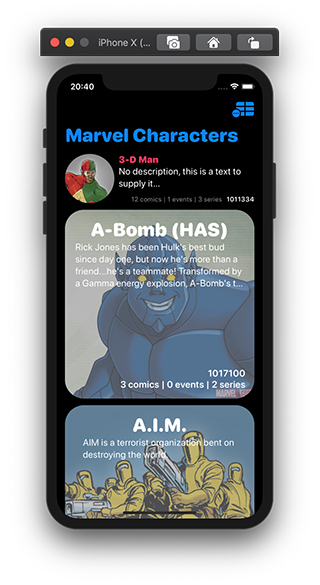 iPhone X (...
20:40
Marvel Characters
3-D Man
No description, this is a text to
supply it...
12 comics | 1 events | 3 series 1011334
A-Bomb (HAS)
Rick Jones has been Hulk's best bud
since day one, but now he's more than a
friend...he's a teammate! Transformed by
a Gamma energy explosion, A-Bomb's t...
1017100
3 comics | 0 events | 2 series
A.I.M.
AIM is a terrorist organization bent on
destroying the world.